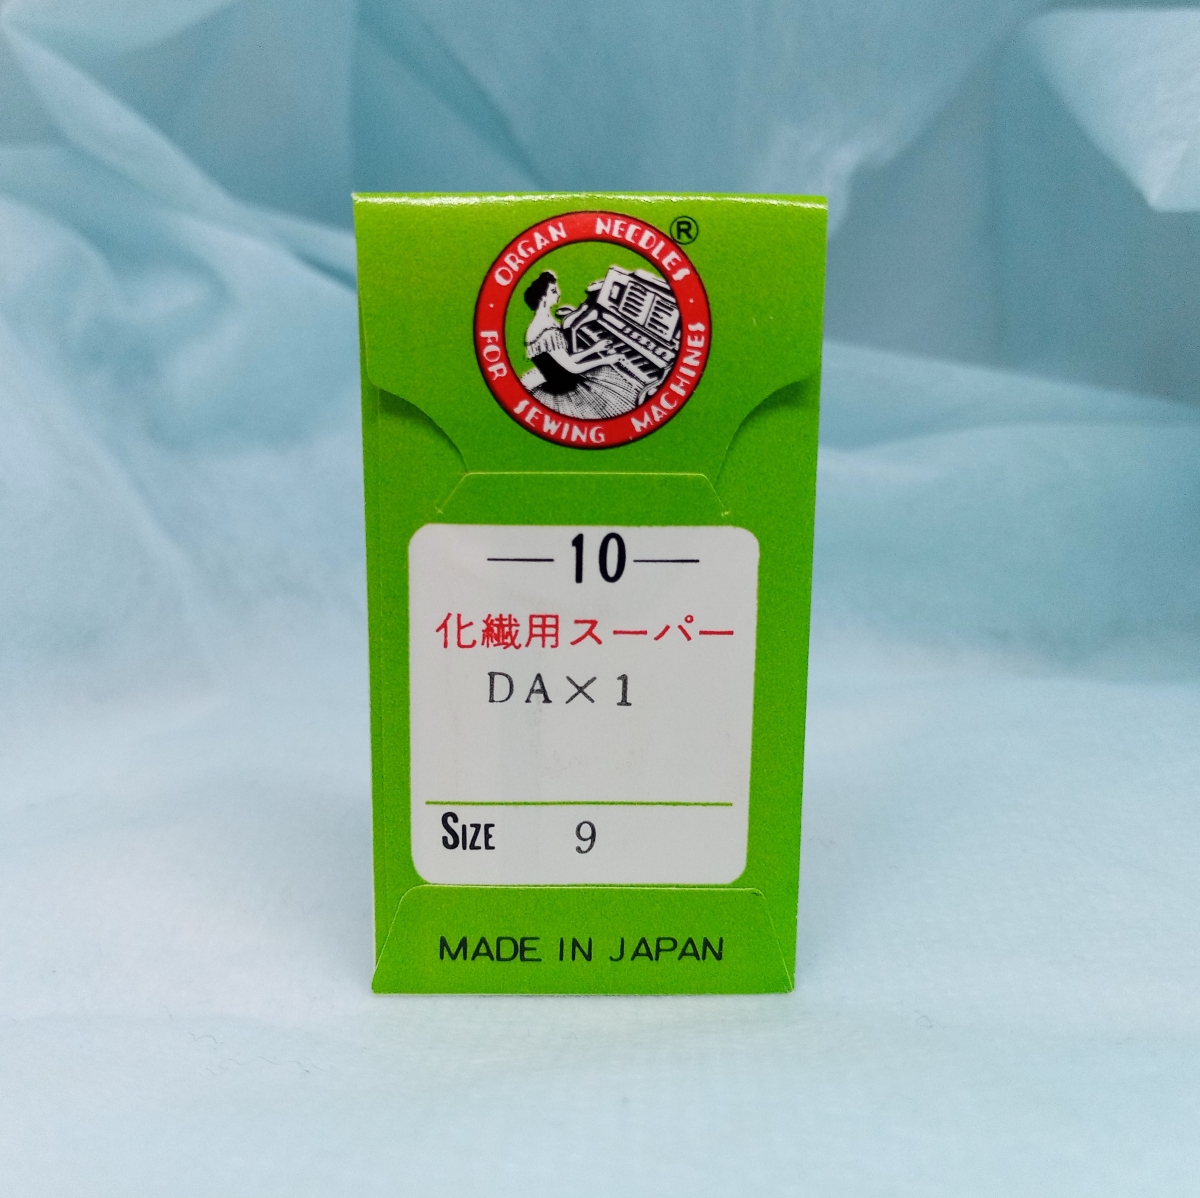 ORGAN NEEDLES ®
FOR SEWING MACHINES
—10—
化繊用スーパー
DA×1
SIZE 9
MADE IN JAPAN